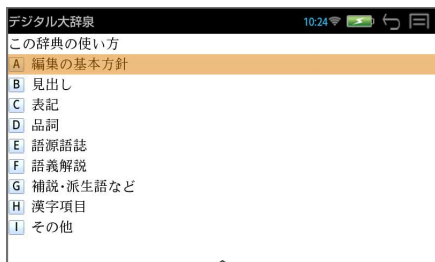 デジタル大辞泉 10:24
この辞典の使い方
A 編集の基本方針
B 見出し
C 表記
D 品詞
E 語源語誌
F 語義解説
G 補説・派生語など
H 漢字項目
I その他